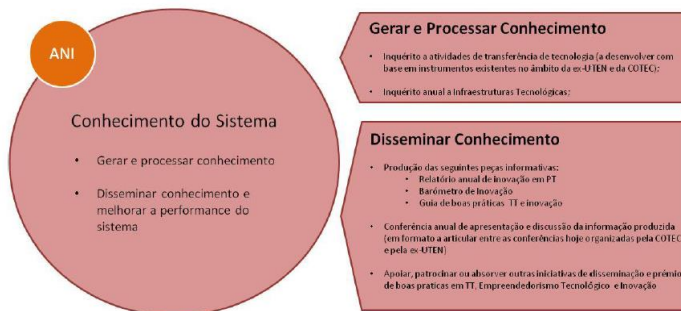 ANI
Conhecimento do Sistema
• Gerar e processar conhecimento
• Disseminar conhecimento e
melhorar a performance do
sistema
Gerar e Processar Conhecimento
• Inquérito a atividades de transferência de tecnologia (a desenvolver com
base em instrumentos existentes no âmbito da ex-UTEN e da COTEC);
• Inquérito anual a Infraestruturas Tecnológicas;
Disseminar Conhecimento
• Produção das seguintes peças informativas:
• Relatório anual de inovação em PT
• Barómetro de Inovação
• Guia de boas práticas TT e inovação
• Conferência anual de apresentação e discussão da informação produzida
(em formato a articular entre as conferências hoje organizadas pela COTEC
e pela ex-UTEN)
• Apoiar, patrocinar ou absorver outras iniciativas de disseminação e prémio
de boas praticas em TT, Empreendedorismo Tecnológico e Inovação